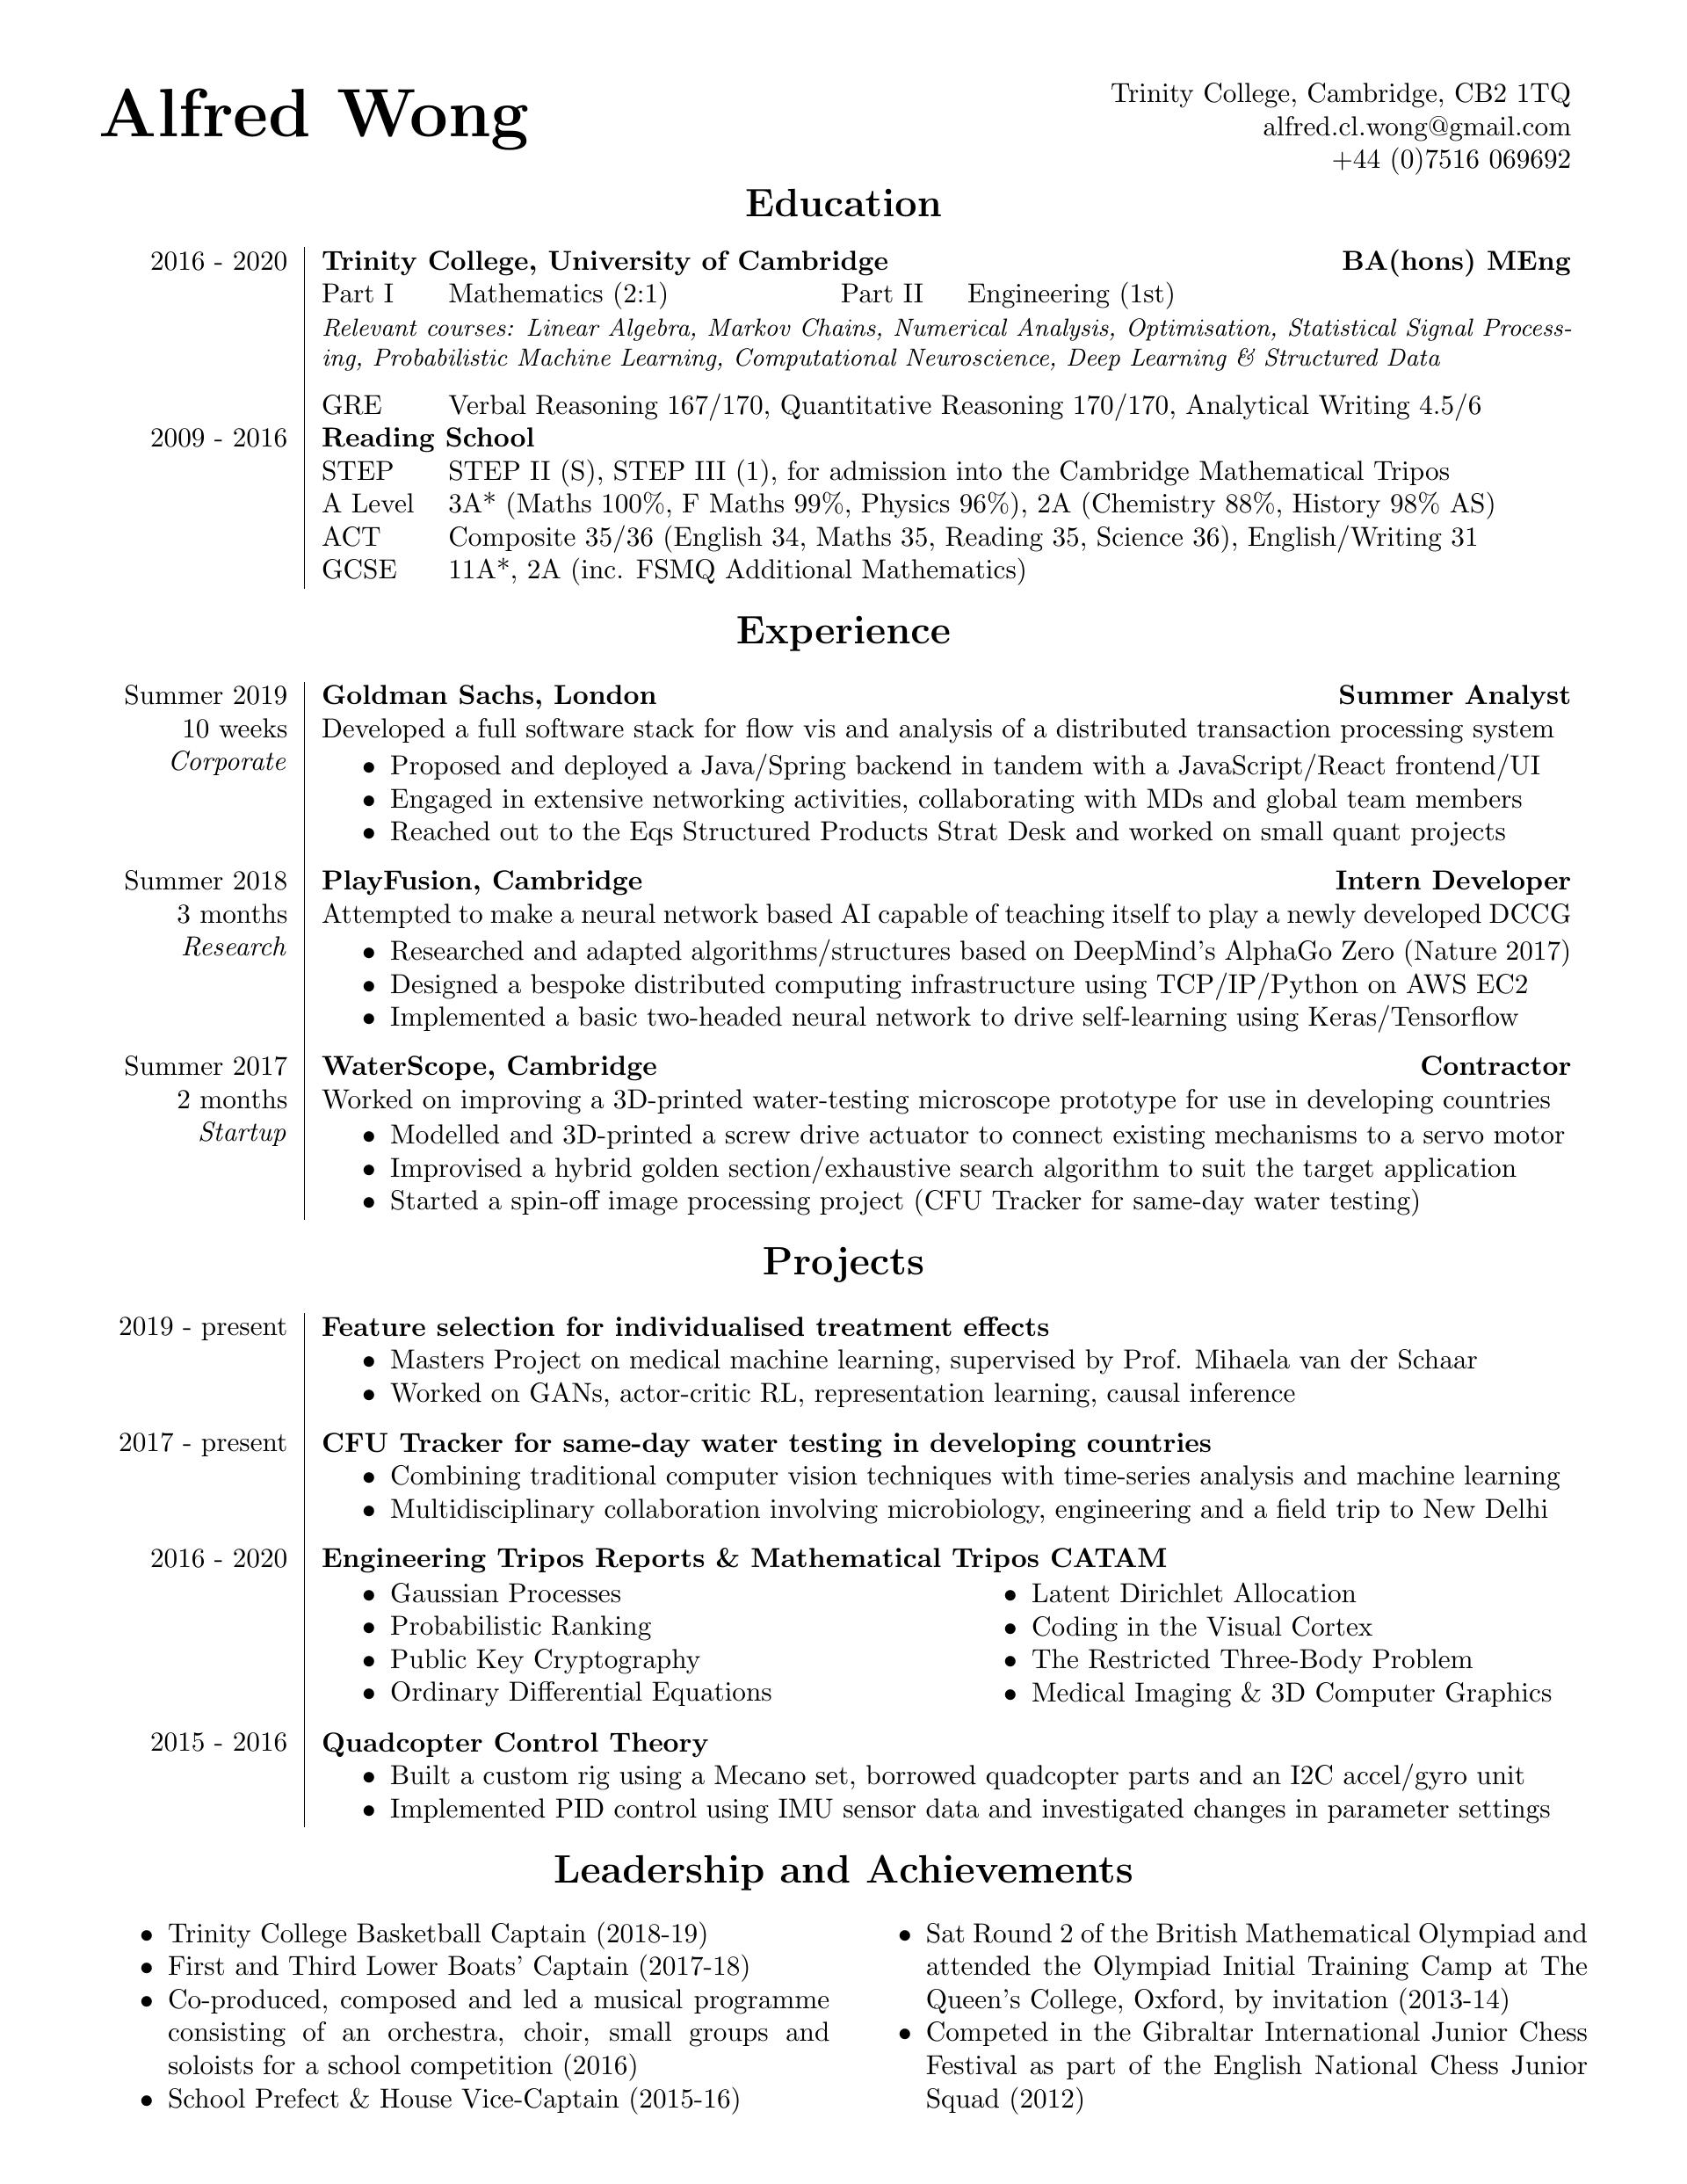 Alfred Wong
Trinity College, Cambridge, CB2 1TQ
alfred.cl.wong@gmail.com
+44 (0)7516 069692
Education
2016 - 2020 Trinity College, University of Cambridge BA(hons) MEng
Part I Mathematics (2:1) Part II Engineering (1st)
Relevant courses: Linear Algebra, Markov Chains, Numerical Analysis, Optimisation, Statistical Signal Process-
ing, Probabilistic Machine Learning, Computational Neuroscience, Deep Learning & Structured Data
GRE Verbal Reasoning 167/170, Quantitative Reasoning 170/170, Analytical Writing 4.5/6
2009 - 2016 Reading School
STEP STEP II (S), STEP III (1), for admission into the Cambridge Mathematical Tripos
A Level 3A* (Maths 100%, F Maths 99%, Physics 96%), 2A (Chemistry 88%, History 98% AS)
ACT Composite 35/36 (English 34, Maths 35, Reading 35, Science 36), English/Writing 31
GCSE 11A*, 2A (inc. FSMQ Additional Mathematics)
Experience
Summer 2019 Goldman Sachs, London Summer Analyst
10 weeks Developed a full software stack for flow vis and analysis of a distributed transaction processing system
Corporate • Proposed and deployed a Java/Spring backend in tandem with a JavaScript/React frontend/UI
• Engaged in extensive networking activities, collaborating with MDs and global team members
• Reached out to the Eqs Structured Products Strat Desk and worked on small quant projects
Summer 2018 PlayFusion, Cambridge Intern Developer
3 months Attempted to make a neural network based AI capable of teaching itself to play a newly developed DCCG
Research • Researched and adapted algorithms/structures based on DeepMind's AlphaGo Zero (Nature 2017)
• Designed a bespoke distributed computing infrastructure using TCP/IP/Python on AWS EC2
• Implemented a basic two-headed neural network to drive self-learning using Keras/Tensorflow
Summer 2017 WaterScope, Cambridge Contractor
2 months Worked on improving a 3D-printed water-testing microscope prototype for use in developing countries
Startup • Modelled and 3D-printed a screw drive actuator to connect existing mechanisms to a servo motor
• Improvised a hybrid golden section/exhaustive search algorithm to suit the target application
• Started a spin-off image processing project (CFU Tracker for same-day water testing)
Projects
2019 - present Feature selection for individualised treatment effects
• Masters Project on medical machine learning, supervised by Prof. Mihaela van der Schaar
• Worked on GANs, actor-critic RL, representation learning, causal inference
2017 - present CFU Tracker for same-day water testing in developing countries
• Combining traditional computer vision techniques with time-series analysis and machine learning
• Multidisciplinary collaboration involving microbiology, engineering and a field trip to New Delhi
2016 - 2020 Engineering Tripos Reports & Mathematical Tripos CATAM
• Gaussian Processes
• Probabilistic Ranking
• Public Key Cryptography
• Ordinary Differential Equations
• Latent Dirichlet Allocation
• Coding in the Visual Cortex
• The Restricted Three-Body Problem
• Medical Imaging & 3D Computer Graphics
2015 - 2016 Quadcopter Control Theory
• Built a custom rig using a Mecano set, borrowed quadcopter parts and an I2C accel/gyro unit
• Implemented PID control using IMU sensor data and investigated changes in parameter settings
Leadership and Achievements
• Trinity College Basketball Captain (2018-19)
• First and Third Lower Boats' Captain (2017-18)
• Co-produced, composed and led a musical programme
consisting of an orchestra, choir, small groups and
soloists for a school competition (2016)
• School Prefect & House Vice-Captain (2015-16)
• Sat Round 2 of the British Mathematical Olympiad and
attended the Olympiad Initial Training Camp at The
Queen's College, Oxford, by invitation (2013-14)
• Competed in the Gibraltar International Junior Chess
Festival as part of the English National Chess Junior
Squad (2012)